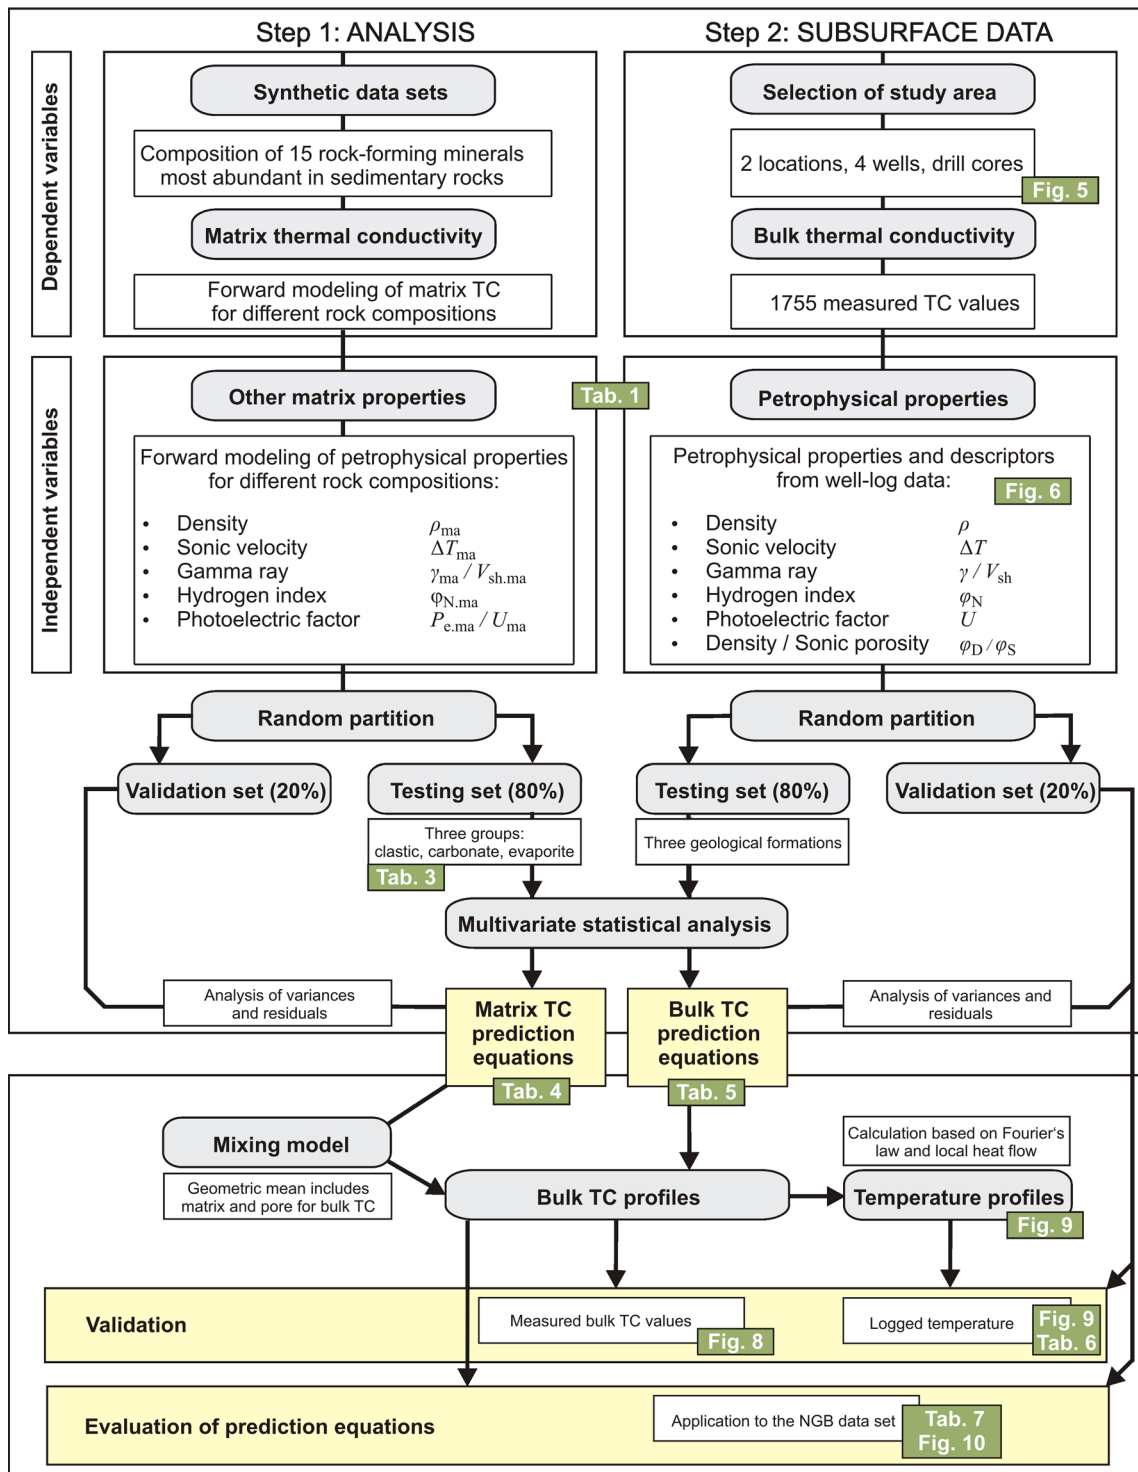 Step 1: ANALYSIS
Step 2: SUBSURFACE DATA
Dependent variables
Synthetic data sets
Composition of 15 rock-forming minerals
most abundant in sedimentary rocks
Matrix thermal conductivity
Forward modeling of matrix TC
for different rock compositions
Selection of study area
2 locations, 4 wells, drill cores
Fig. 5
Bulk thermal conductivity
1755 measured TC values
Independent variables
Other matrix properties
Tab. 1
Forward modeling of petrophysical properties
for different rock compositions:
• Density ρma
• Sonic velocity ΔTma
• Gamma ray γma / Vsh.ma
• Hydrogen index φN.ma
• Photoelectric factor Pe.ma / Uma
Petrophysical properties
Petrophysical properties and descriptors
from well-log data:
Fig. 6
• Density ρ
• Sonic velocity ΔT
• Gamma ray γ / Vsh
• Hydrogen index φN
• Photoelectric factor U
• Density / Sonic porosity φD / φS
Random partition
Random partition
Validation set (20%)
Testing set (80%)
Testing set (80%)
Validation set (20%)
Three groups:
clastic, carbonate, evaporite
Tab. 3
Three geological formations
Multivariate statistical analysis
Analysis of variances
and residuals
Matrix TC
prediction
equations
Tab. 4
Bulk TC
prediction
equations
Tab. 5
Analysis of variances and
residuals
Mixing model
Geometric mean includes
matrix and pore for bulk TC
Bulk TC profiles
Calculation based on Fourier's
law and local heat flow
Temperature profiles
Fig. 9
Validation
Measured bulk TC values
Fig. 8
Logged temperature
Fig. 9
Tab. 6
Evaluation of prediction equations
Application to the NGB data set
Tab. 7
Fig. 10